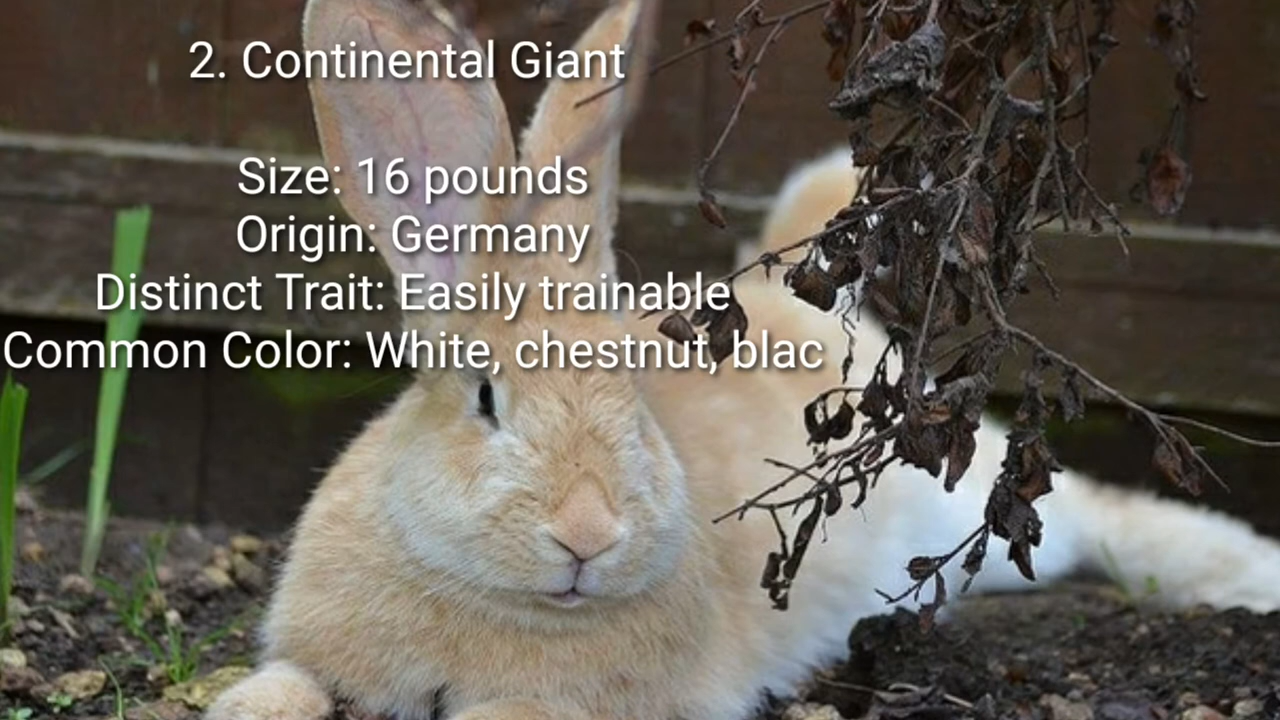 2. Continental Giant
Size: 16 pounds
Origin: Germany
Distinct Trait: Easily trainable
Common Color: White, chestnut, blac